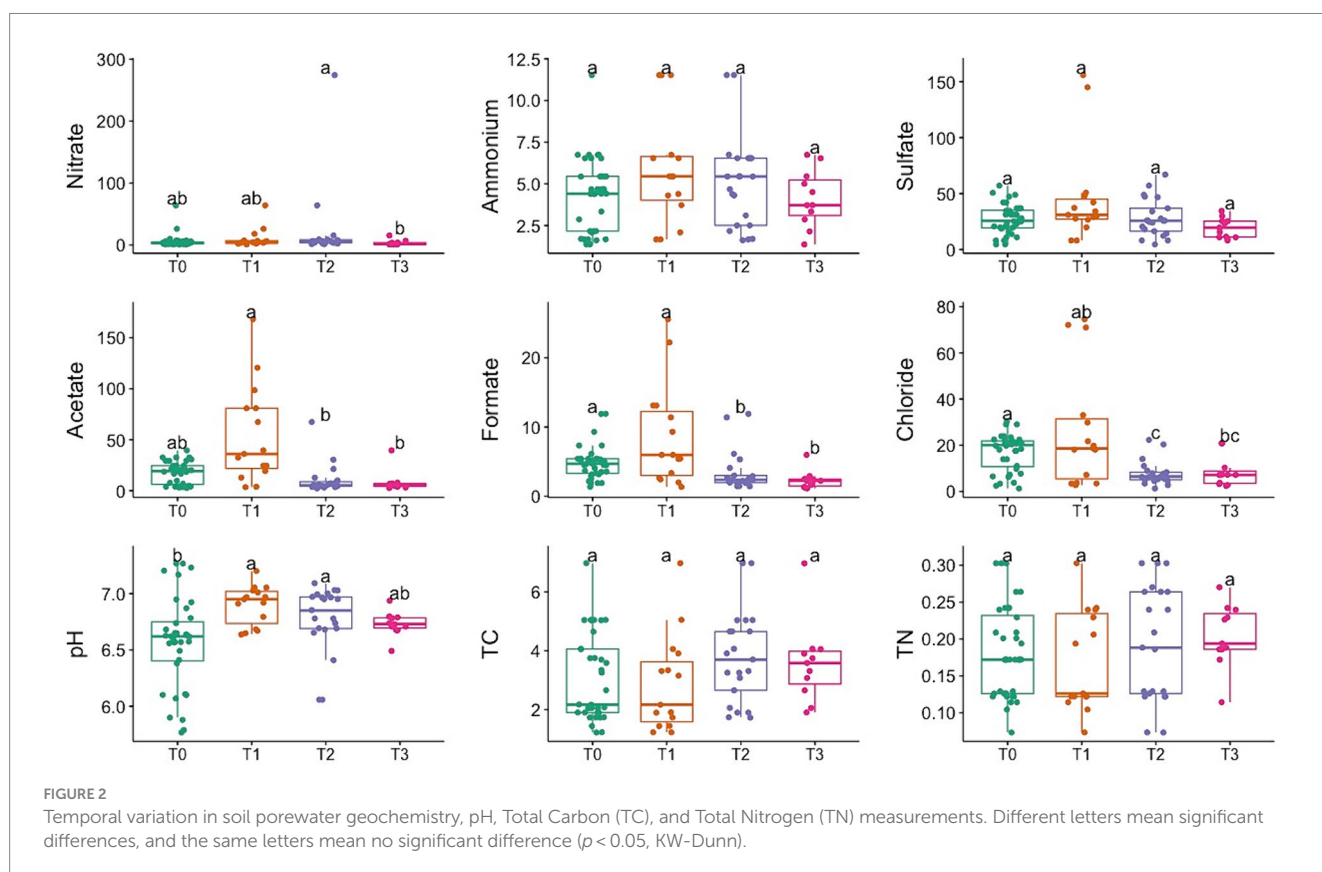 Nitrate
300
200
100
0
ab
ab
a
b
T0 T1 T2 T3
Ammonium
12.5
10.0
7.5
5.0
2.5
a
a
a
a
T0 T1 T2 T3
Sulfate
150
100
50
0
a
a
a
a
T0 T1 T2 T3
Acetate
150
100
50
0
ab
a
b
b
T0 T1 T2 T3
Formate
20
10
0
a
a
b
b
T0 T1 T2 T3
Chloride
80
60
40
20
0
a
ab
c
bc
T0 T1 T2 T3
pH
7.0
6.5
6.0
b
a
a
ab
T0 T1 T2 T3
TC
6
4
2
a
a
a
a
T0 T1 T2 T3
TN
0.30
0.25
0.20
0.15
0.10
a
a
a
a
T0 T1 T2 T3
FIGURE 2
Temporal variation in soil porewater geochemistry, pH, Total Carbon (TC), and Total Nitrogen (TN) measurements. Different letters mean significant
differences, and the same letters mean no significant difference (p < 0.05, KW-Dunn).